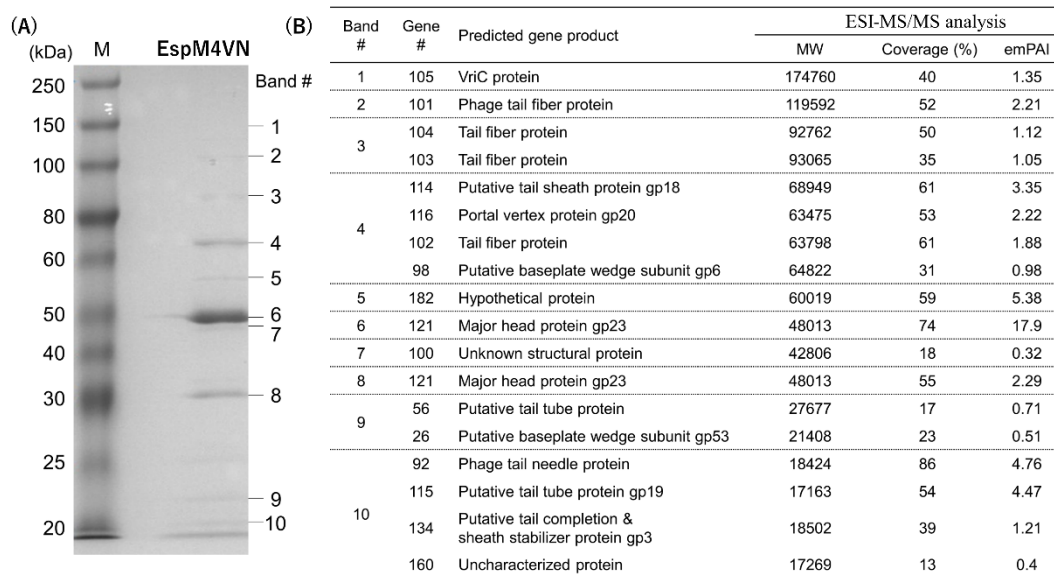 (A)
(kDa) M EspM4VN
Band #
250
150
100
80
60
50
40
30
25
20
1
2
3
4
5
6
7
8
9
10
(B)
Band # Gene # Predicted gene product ESI-MS/MS analysis
MW Coverage (%) emPAI
1 105 VriC protein 174760 40 1.35
2 101 Phage tail fiber protein 119592 52 2.21
3 104 Tail fiber protein 92762 50 1.12
103 Tail fiber protein 93065 35 1.05
4 114 Putative tail sheath protein gp18 68949 61 3.35
116 Portal vertex protein gp20 63475 53 2.22
102 Tail fiber protein 63798 61 1.88
98 Putative baseplate wedge subunit gp6 64822 31 0.98
5 182 Hypothetical protein 60019 59 5.38
6 121 Major head protein gp23 48013 74 17.9
7 100 Unknown structural protein 42806 18 0.32
8 121 Major head protein gp23 48013 55 2.29
9 56 Putative tail tube protein 27677 17 0.71
26 Putative baseplate wedge subunit gp53 21408 23 0.51
10 92 Phage tail needle protein 18424 86 4.76
115 Putative tail tube protein gp19 17163 54 4.47
134 Putative tail completion &
sheath stabilizer protein gp3 18502 39 1.21
160 Uncharacterized protein 17269 13 0.4